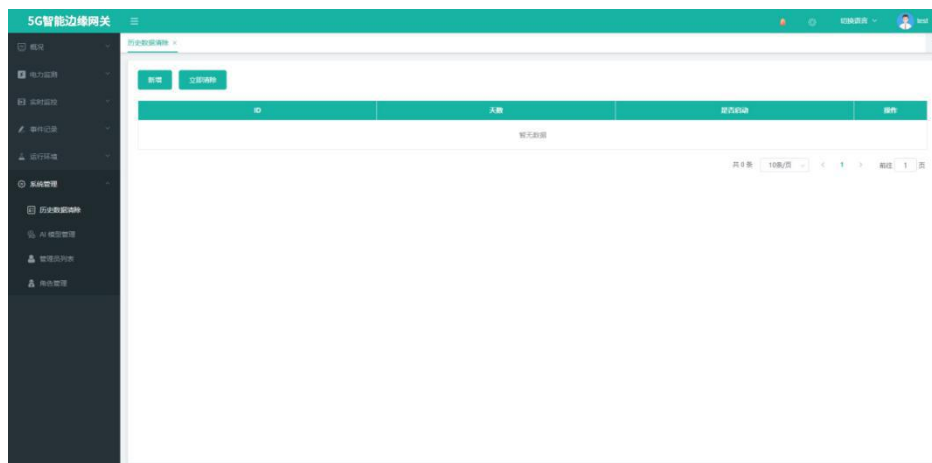 5G智能边缘网关
切换语言
test
概况
历史数据清除 ×
电力监测
新增
立即清除
实时监控
ID
天数
是否启动
操作
事件记录
暂无数据
运行环境
共 0 条
10条/页
1
前往 1 页
系统管理
历史数据清除
AI 模型管理
管理员列表
角色管理